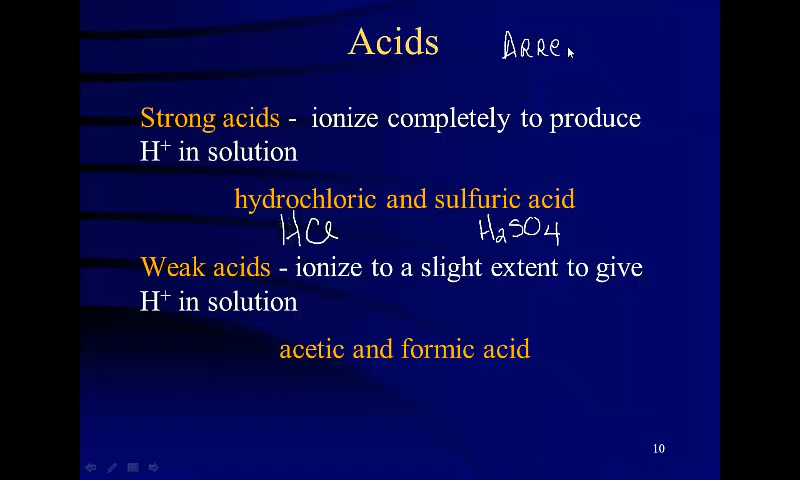 Acids ARRe
Strong acids - ionize completely to produce
H⁺ in solution
hydrochloric and sulfuric acid
HCl H₂SO4
Weak acids - ionize to a slight extent to give
H⁺ in solution
acetic and formic acid
10